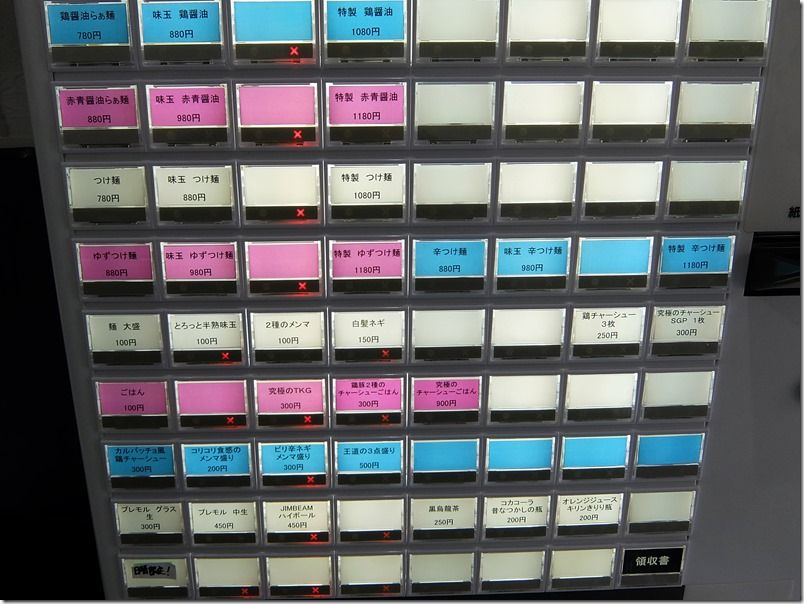 鶏醤油らぁ麺 味玉 鶏醤油 特製 鶏醤油
780円 880円 1080円
赤青醤油らぁ麺 味玉 赤青醤油 特製 赤青醤油
880円 980円 1180円
つけ麺 味玉 つけ麺 特製 つけ麺
780円 880円 1080円
ゆずつけ麺 味玉 ゆずつけ麺 特製 ゆずつけ麺 辛つけ麺 味玉 辛つけ麺 特製 辛つけ麺
880円 980円 1180円 880円 980円 1180円
麺 大盛 とろっと半熟味玉 2種のメンマ 白髪ネギ 鶏チャーシュー 究極のチャーシュー
3枚 SGP 1枚
100円 100円 100円 150円 250円 300円
ごはん 究極のTKG 鶏豚2種の 究極の
チャーシューごはん チャーシューごはん
100円 300円 300円 900円
カルパッチョ風 コリコリ食感の ピリ辛ネギ 王道の3点盛り
鶏チャーシュー メンマ盛り メンマ盛り
300円 200円 300円 500円
プレモル グラス プレモル 中生 JIMBEAM 黒烏龍茶 コカコーラ オレンジジュース
生 ハイボール 昔なつかしの瓶 キリンきりり瓶
300円 450円 450円 250円 200円 200円
領収書
紙